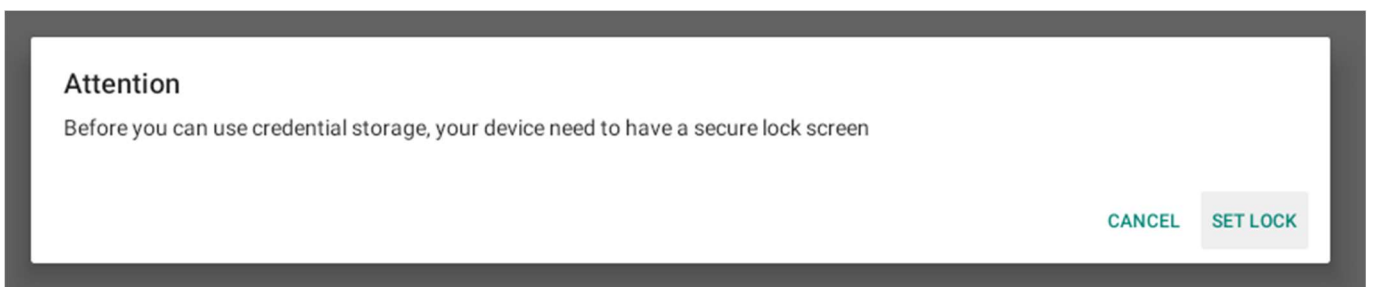 Attention
Before you can use credential storage, your device need to have a secure lock screen
CANCEL SET LOCK